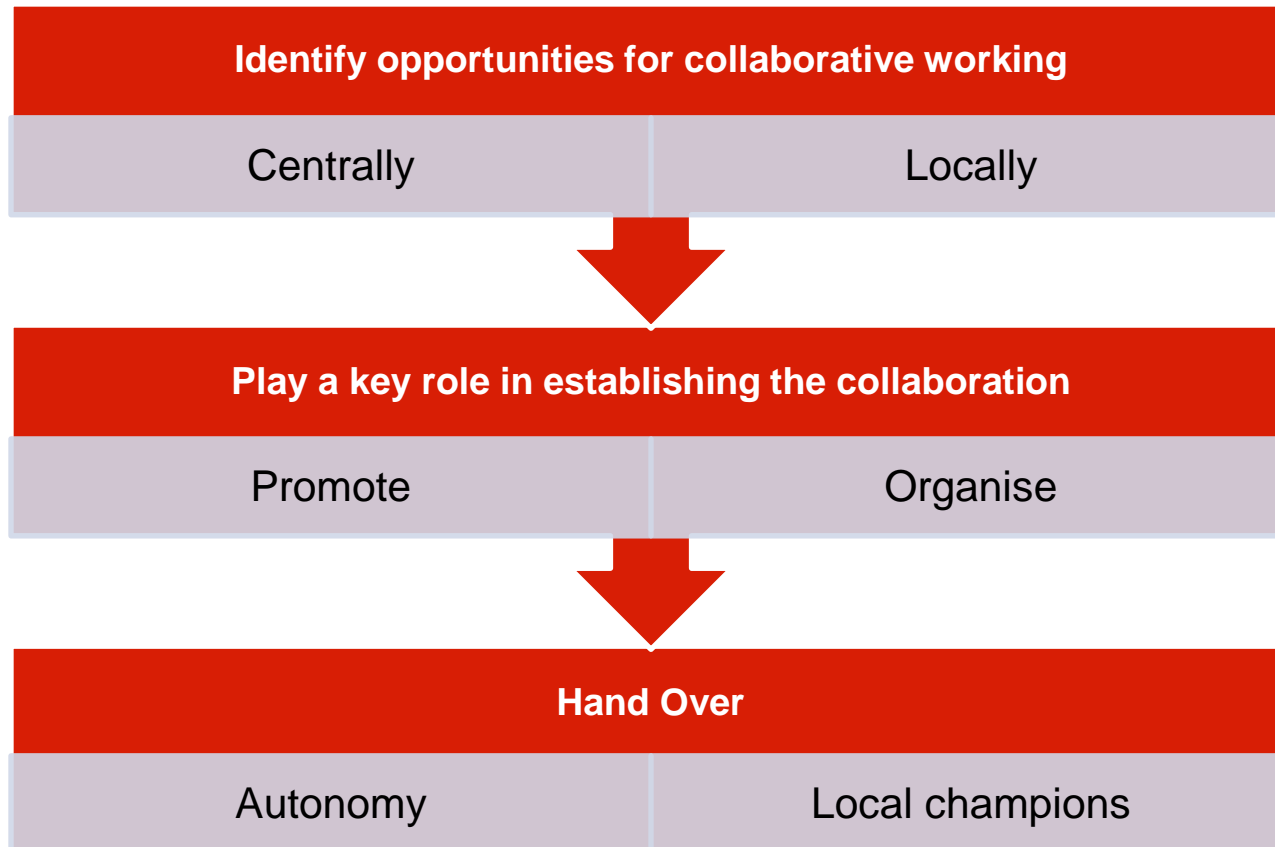 Identify opportunities for collaborative working
Centrally
Locally
Play a key role in establishing the collaboration
Promote
Organise
Hand Over
Autonomy
Local champions